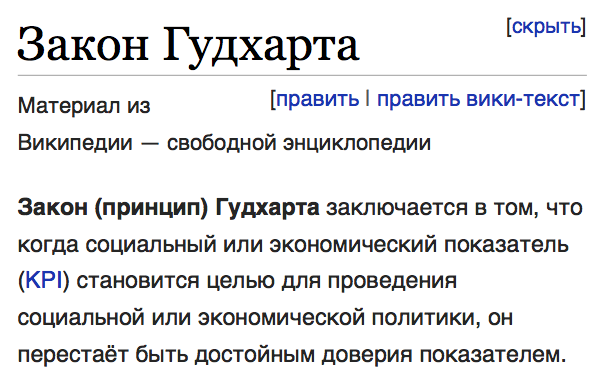 Закон Гудхарта
[скрыть]
Материал из
[править | править вики-текст]
Википедии — свободной энциклопедии
Закон (принцип) Гудхарта заключается в том, что
когда социальный или экономический показатель
(KPI) становится целью для проведения
социальной или экономической политики, он
перестаёт быть достойным доверия показателем.